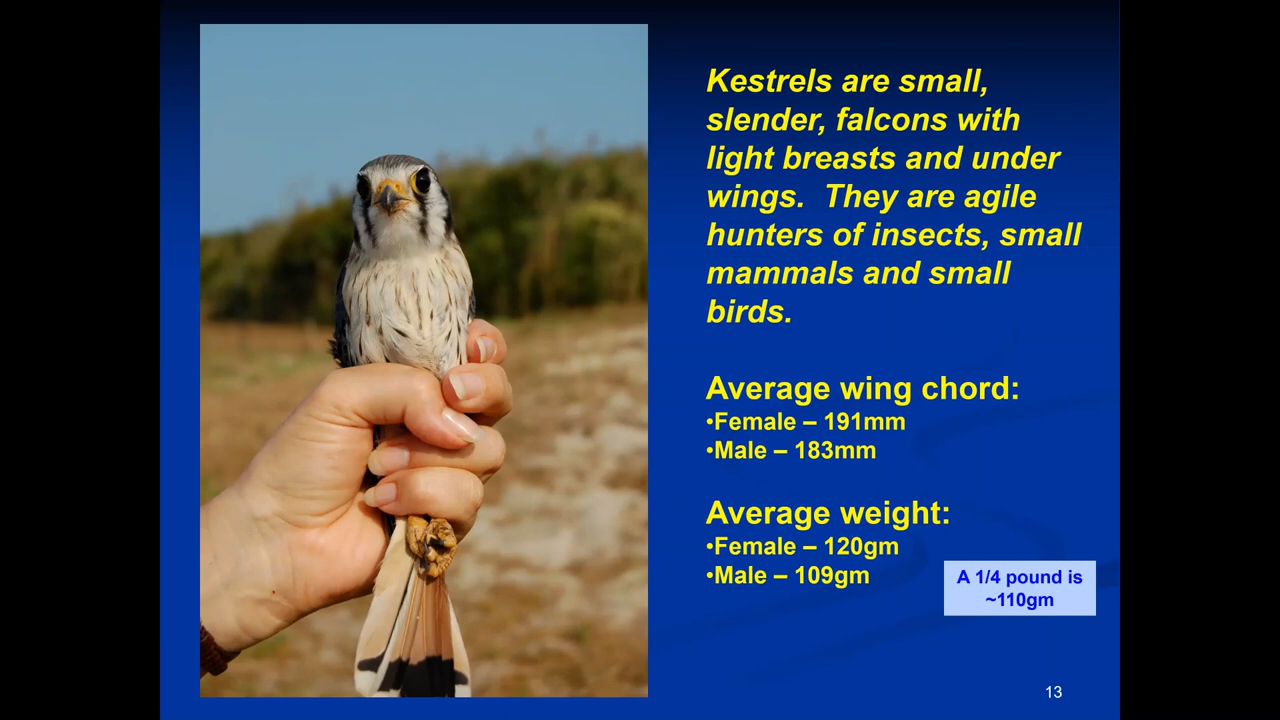 Kestrels are small,
slender, falcons with
light breasts and under
wings.  They are agile
hunters of insects, small
mammals and small
birds.
Average wing chord:
•Female – 191mm
•Male – 183mm
Average weight:
•Female – 120gm
•Male – 109gm
A 1/4 pound is
~110gm
13